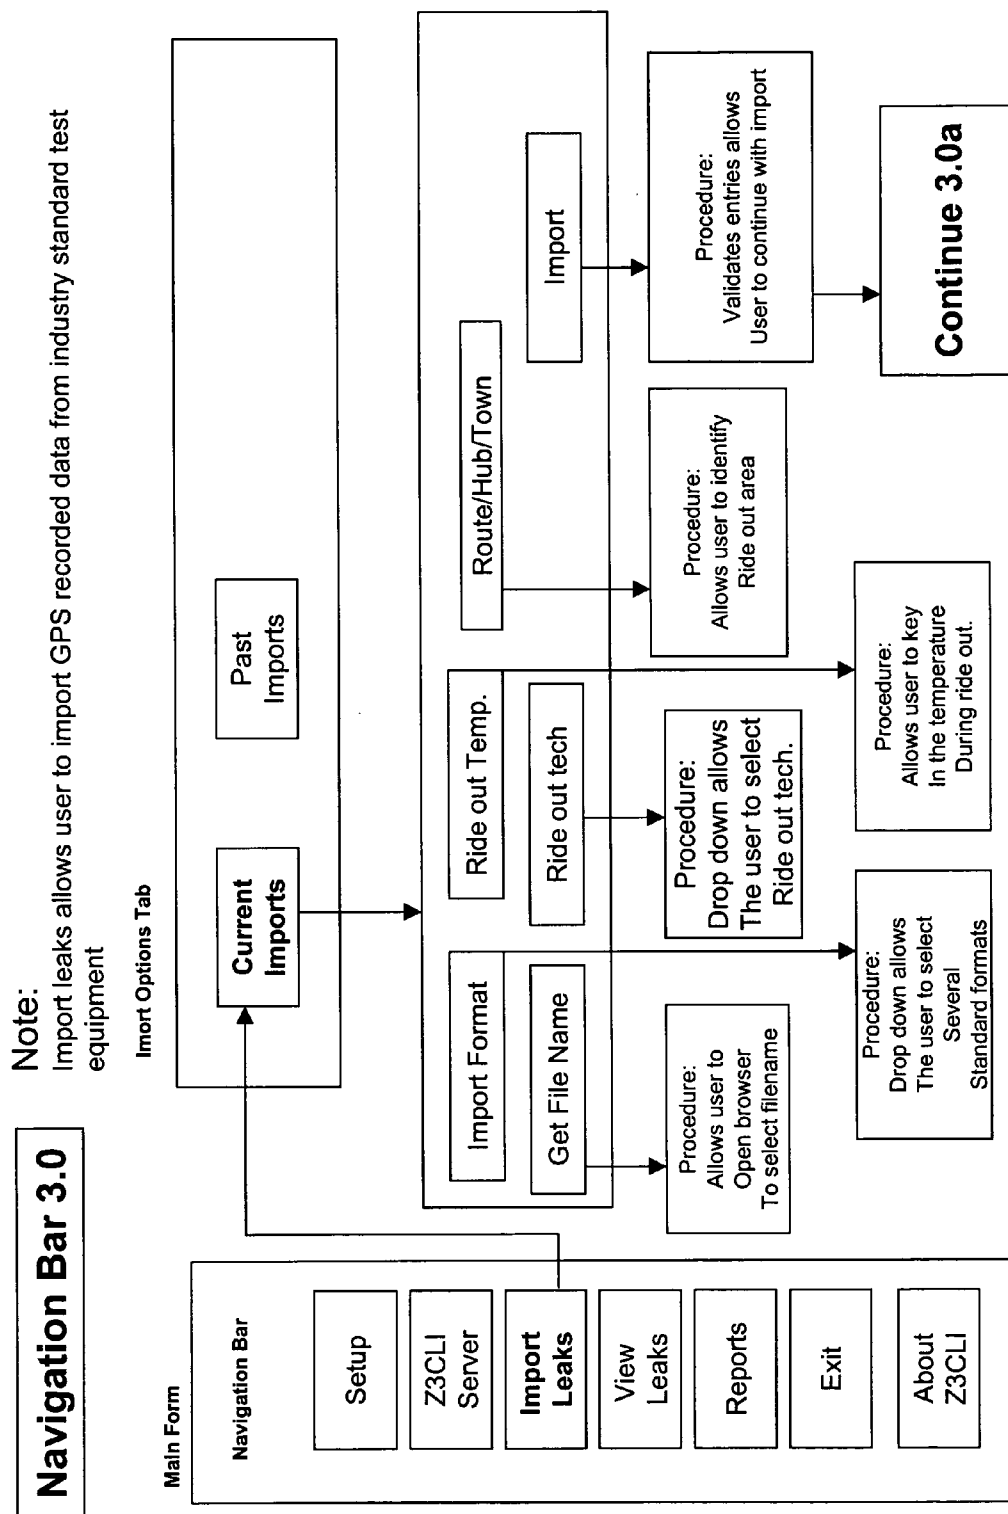 Navigation Bar 3.0
Note:
Import leaks allows user to import GPS recorded data from industry standard test
equipment
Main Form
Navigation Bar
Setup
Z3CLI
Server
Import
Leaks
View
Leaks
Reports
Exit
About
Z3CLI
Imort Options Tab
Current
Imports
Past
Imports
Import Format
Ride out Temp.
Route/Hub/Town
Get File Name
Ride out tech
Import
Procedure:
Allows user to
Open browser
To select filename
Procedure:
Drop down allows
The user to select
Ride out tech.
Procedure:
Allows user to identify
Ride out area
Procedure:
Validates entries allows
User to continue with import
Procedure:
Drop down allows
The user to select
Several
Standard formats
Procedure:
Allows user to key
In the temperature
During ride out.
Continue 3.0a